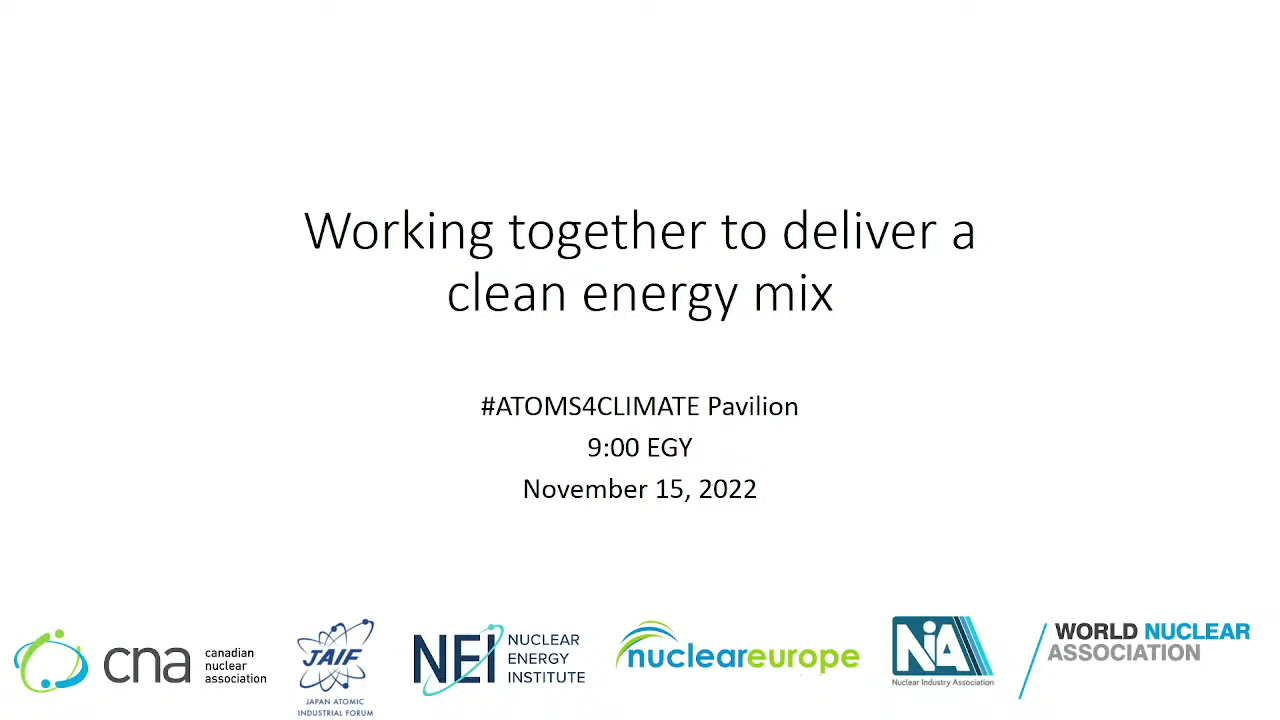 Working together to deliver a
clean energy mix
#ATOMS4CLIMATE Pavilion
9:00 EGY
November 15, 2022
cna
canadian
nuclear
association
JAIF
JAPAN ATOMIC
INDUSTRIAL FORUM
NEI
NUCLEAR
ENERGY
INSTITUTE
nucleareurope
NiA
Nuclear Industry Association
WORLD NUCLEAR
ASSOCIATION